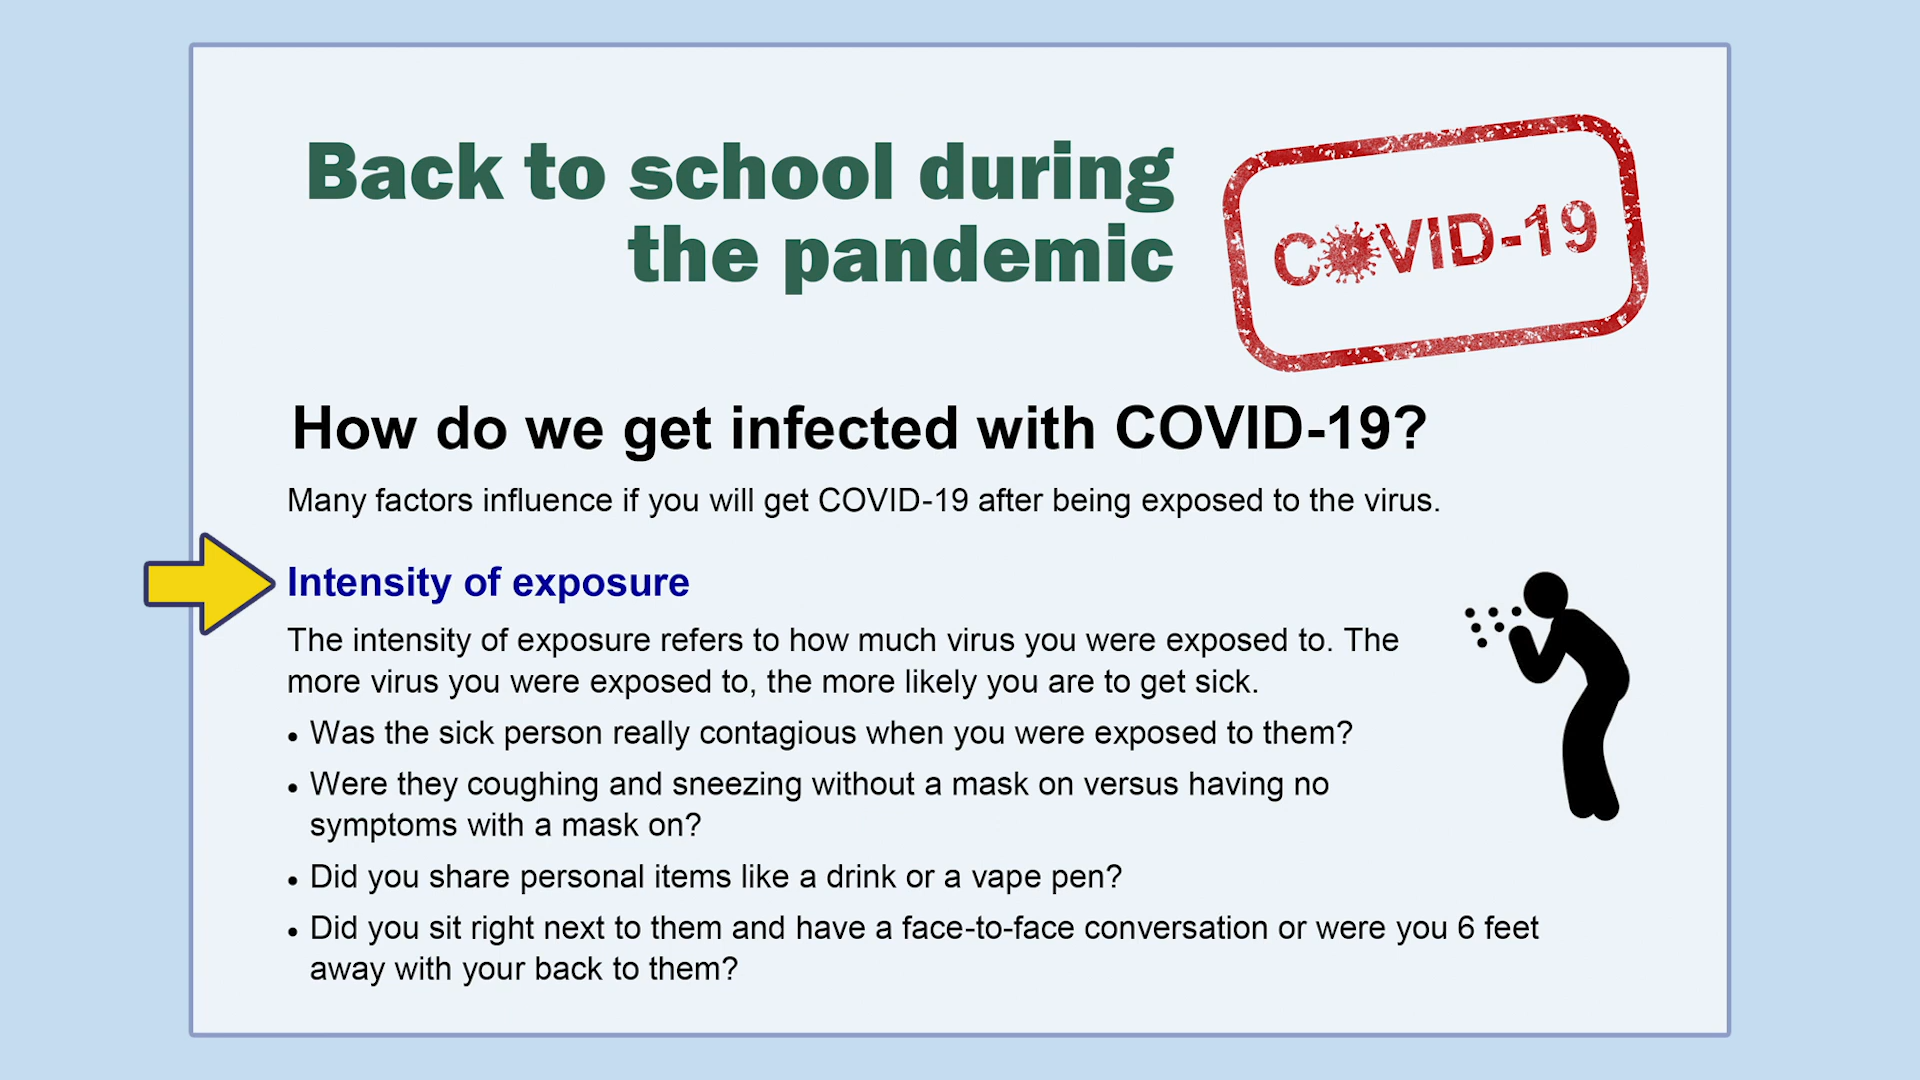 Back to school during
the pandemic
COVID-19
How do we get infected with COVID-19?
Many factors influence if you will get COVID-19 after being exposed to the virus.
Intensity of exposure
The intensity of exposure refers to how much virus you were exposed to. The
more virus you were exposed to, the more likely you are to get sick.
• Was the sick person really contagious when you were exposed to them?
• Were they coughing and sneezing without a mask on versus having no
symptoms with a mask on?
• Did you share personal items like a drink or a vape pen?
• Did you sit right next to them and have a face-to-face conversation or were you 6 feet
away with your back to them?